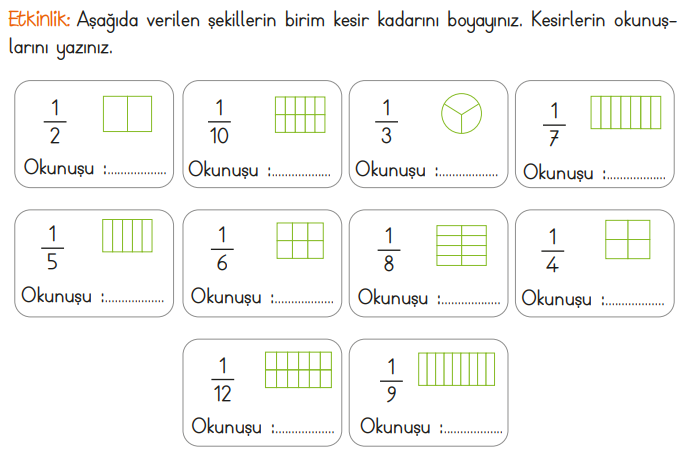 Etkinlik: Aşağıda verilen şekillerin birim kesir kadarını boyayınız. Kesirlerin okunuş-
larını yazınız.
1/2
Okunuşu :..................
1/10
Okunuşu :..................
1/3
Okunuşu :..................
1/7
Okunuşu :..................
1/5
Okunuşu :..................
1/6
Okunuşu :..................
1/8
Okunuşu :..................
1/4
Okunuşu :..................
1/12
Okunuşu :..................
1/9
Okunuşu :..................